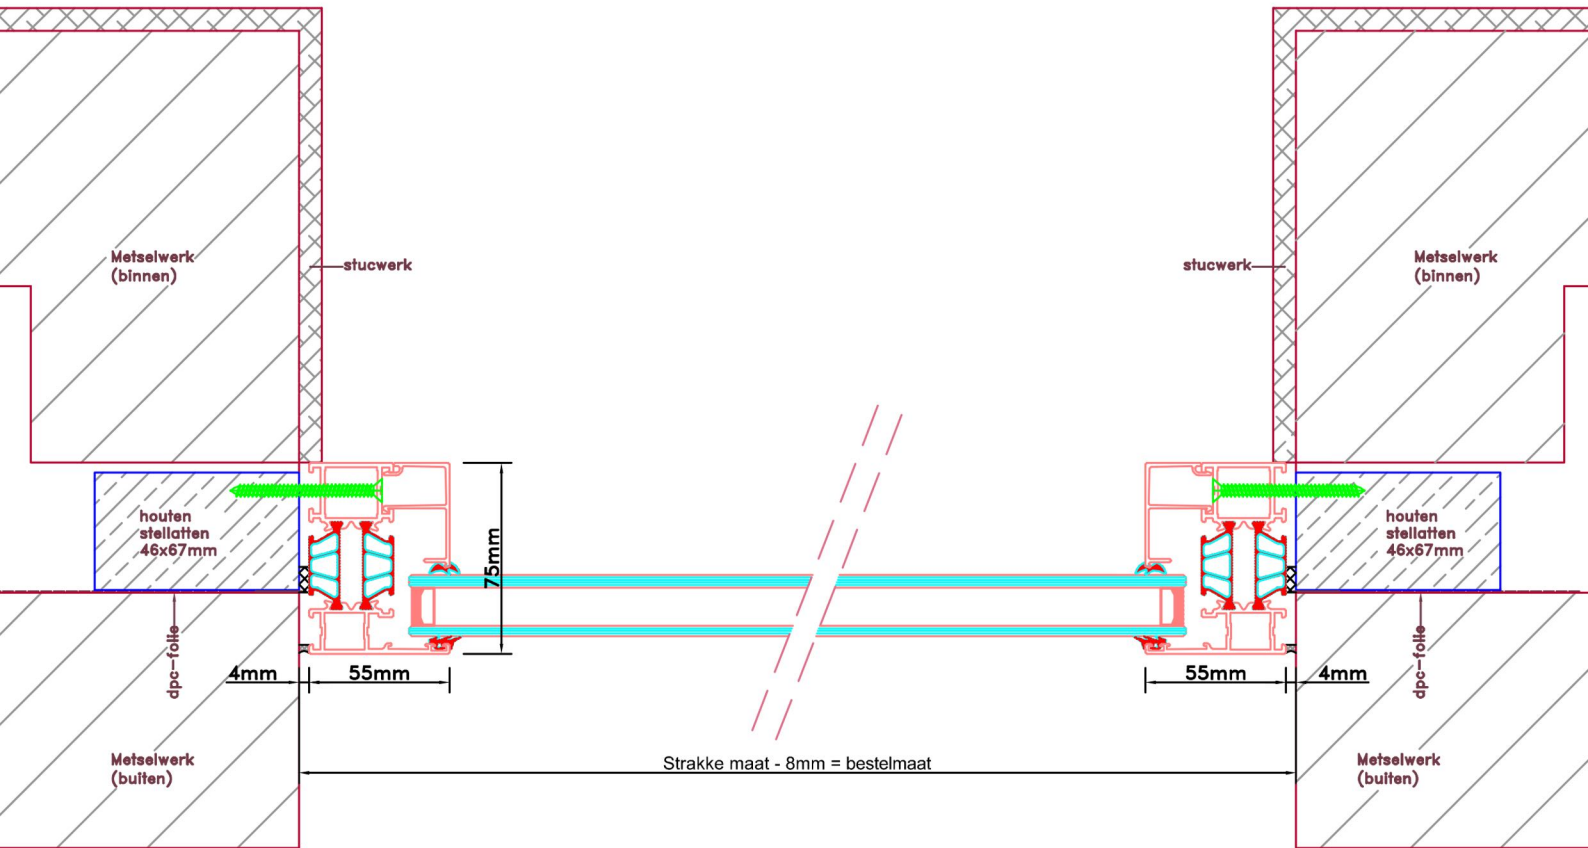 Metselwerk
(binnen)
stucwerk
stucwerk
Metselwerk
(binnen)
houten
stellatten
46x67mm
75mm
houten
stellatten
46x67mm
dpc-folie
4mm
55mm
55mm
4mm
dpc-folie
Metselwerk
(buiten)
Strakke maat - 8mm = bestelmaat
Metselwerk
(buiten)